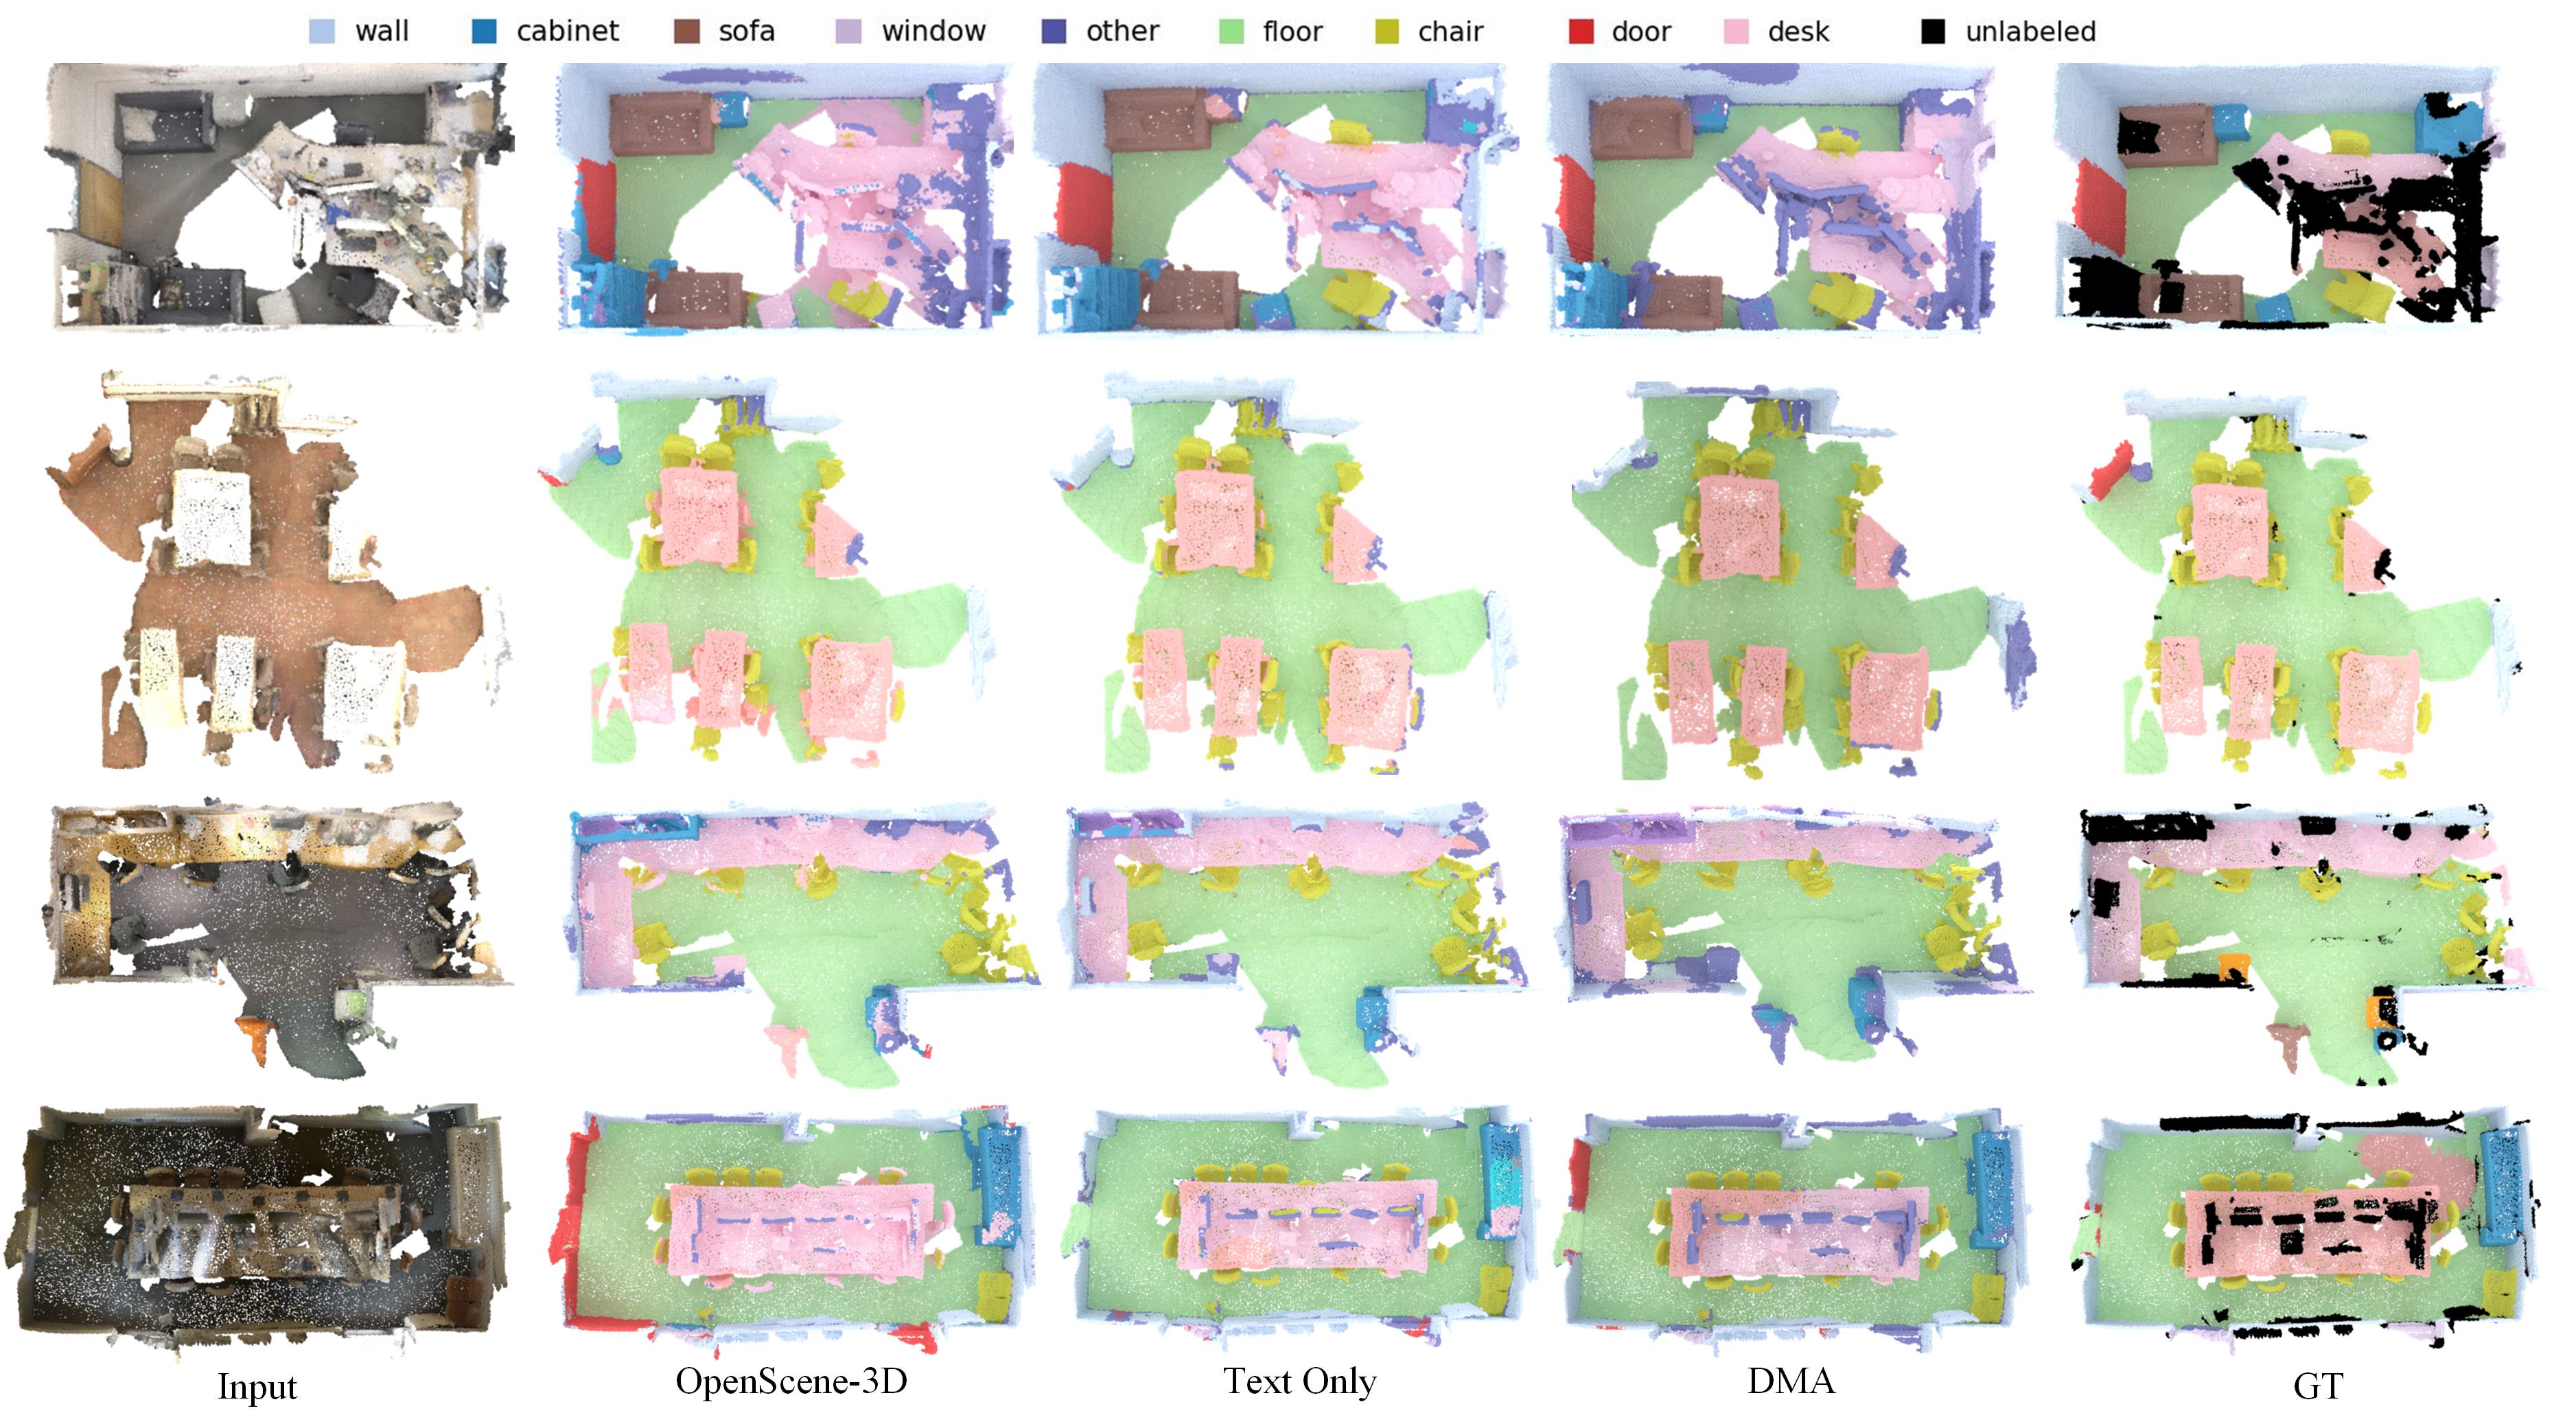 wall cabinet sofa window other floor chair door desk unlabeled
Input OpenScene-3D Text Only DMA GT